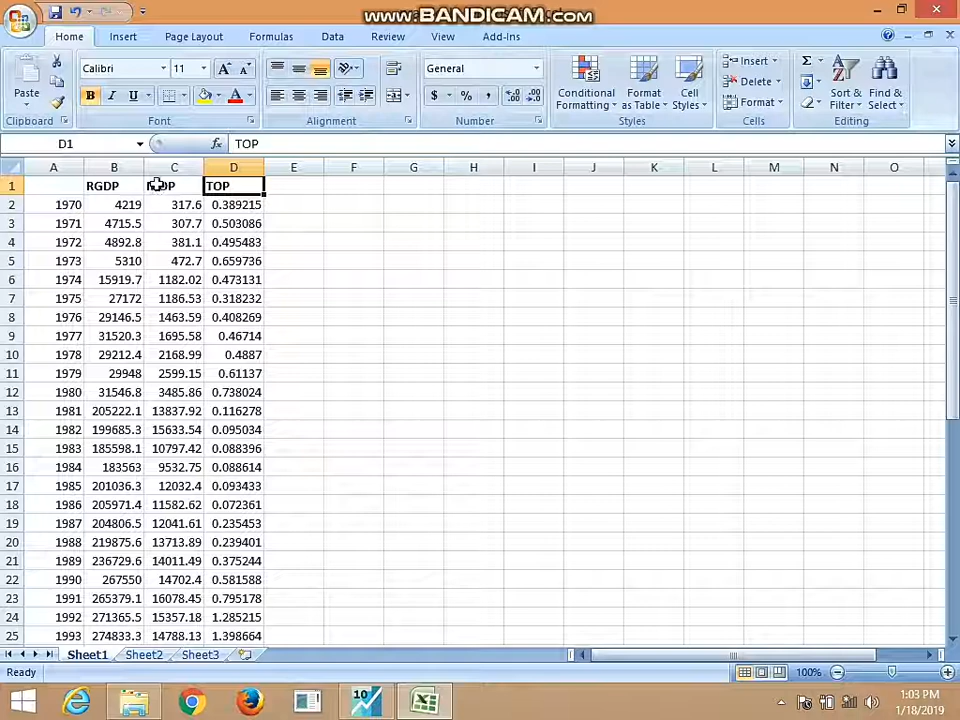 www.BANDICAM.com
Home Insert Page Layout Formulas Data Review View Add-Ins
Paste
Calibri 11 A A
General
B I U A
$ % ,
Conditional Formatting
Format as Table
Cell Styles
Insert
Delete
Format
Σ
Sort & Filter
Find & Select
Clipboard Font Alignment Number Styles Cells Editing
D1 fx TOP
A B C D E F G H I J K L M N O
1 RGDP TOP
2 1970 4219 317.6 0.389215
3 1971 4715.5 307.7 0.503086
4 1972 4892.8 381.1 0.495483
5 1973 5310 472.7 0.659736
6 1974 15919.7 1182.02 0.473131
7 1975 27172 1186.53 0.318232
8 1976 29146.5 1463.59 0.408269
9 1977 31520.3 1695.58 0.46714
10 1978 29212.4 2168.99 0.4887
11 1979 29948 2599.15 0.61137
12 1980 31546.8 3485.86 0.738024
13 1981 205222.1 13837.92 0.116278
14 1982 199685.3 15633.54 0.095034
15 1983 185598.1 10797.42 0.088396
16 1984 183563 9532.75 0.088614
17 1985 201036.3 12032.4 0.093433
18 1986 205971.4 11582.62 0.072361
19 1987 204806.5 12041.61 0.235453
20 1988 219875.6 13713.89 0.239401
21 1989 236729.6 14011.49 0.375244
22 1990 267550 14702.4 0.581588
23 1991 265379.1 16078.45 0.795178
24 1992 271365.5 15357.18 1.285215
25 1993 274833.3 14788.13 1.398664
Sheet1 Sheet2 Sheet3
Ready 100%
10
1:03 PM
1/18/2019